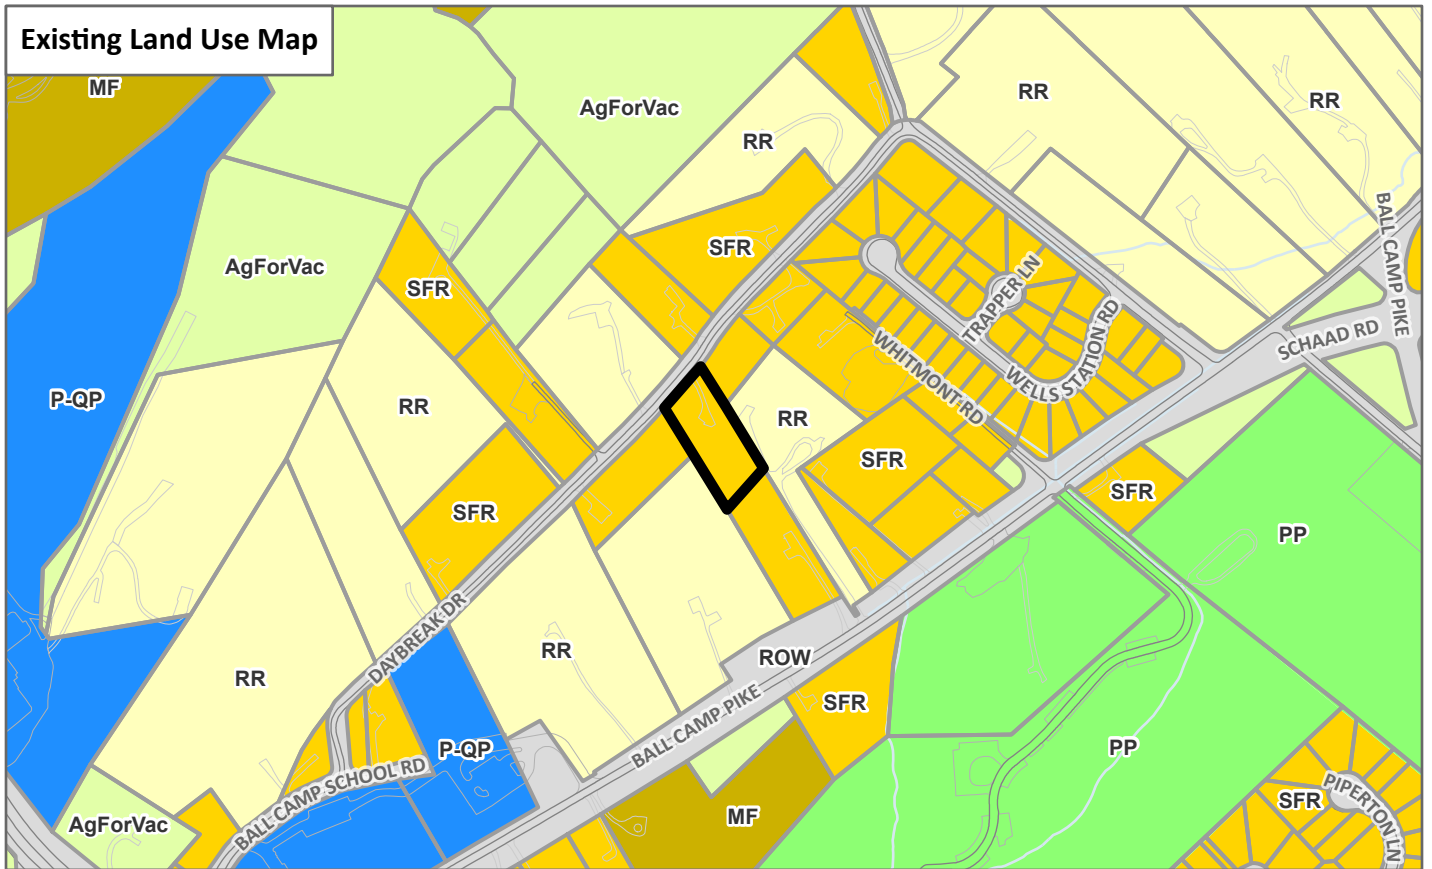 Existing Land Use Map
MF
AgForVac
RR
RR
RR
BALL CAMP PIKE
SFR
AgForVac
SFR
TRAPPER LN
SCHAAD RD
WHITMONT RD
WELLS STATION RD
P-QP
RR
RR
SFR
SFR
SFR
PP
DAYBREAK DR
RR
ROW
RR
SFR
BALL CAMP PIKE
P-QP
PP
BALL CAMP SCHOOL RD
AgForVac
MF
SFR
PIPERTON LN